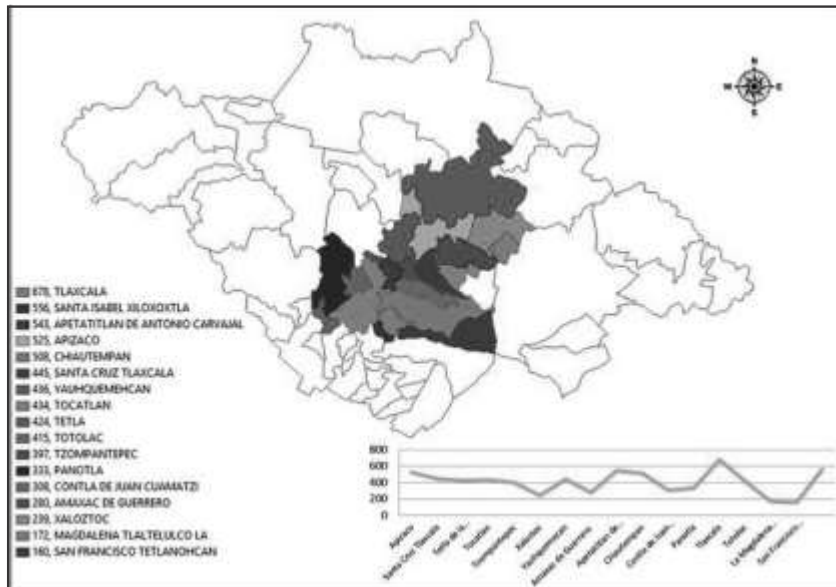 N
W E
S
678, TLAXCALA
556, SANTA ISABEL XILOXOXTLA
543, APETATITLAN DE ANTONIO CARVAJAL
525, APIZACO
508, CHIAUTEMPAN
445, SANTA CRUZ TLAXCALA
436, YAUHQUEMEHCAN
434, TOCATLAN
424, TETLA
415, TOTOLAC
397, TZOMPANTEPEC
333, PANOTLA
308, CONTLA DE JUAN CUAMATZI
280, AMAXAC DE GUERRERO
239, XALOZTOC
172, MAGDALENA TLALTELULCO LA
160, SAN FRANCISCO TETLANOHCAN
800
600
400
200
0
Apizaco
Santa Cruz Tlaxcala
Tetla de la...
Tocatlan
Tzompantepec
Xaloztoc
Yauhquemehcan
Amaxac de Guerrero
Apetatitlan de...
Chiautempan
Contla de Juan...
Panotla
Tlaxcala
Totolac
La Magdalena...
San Francisco...